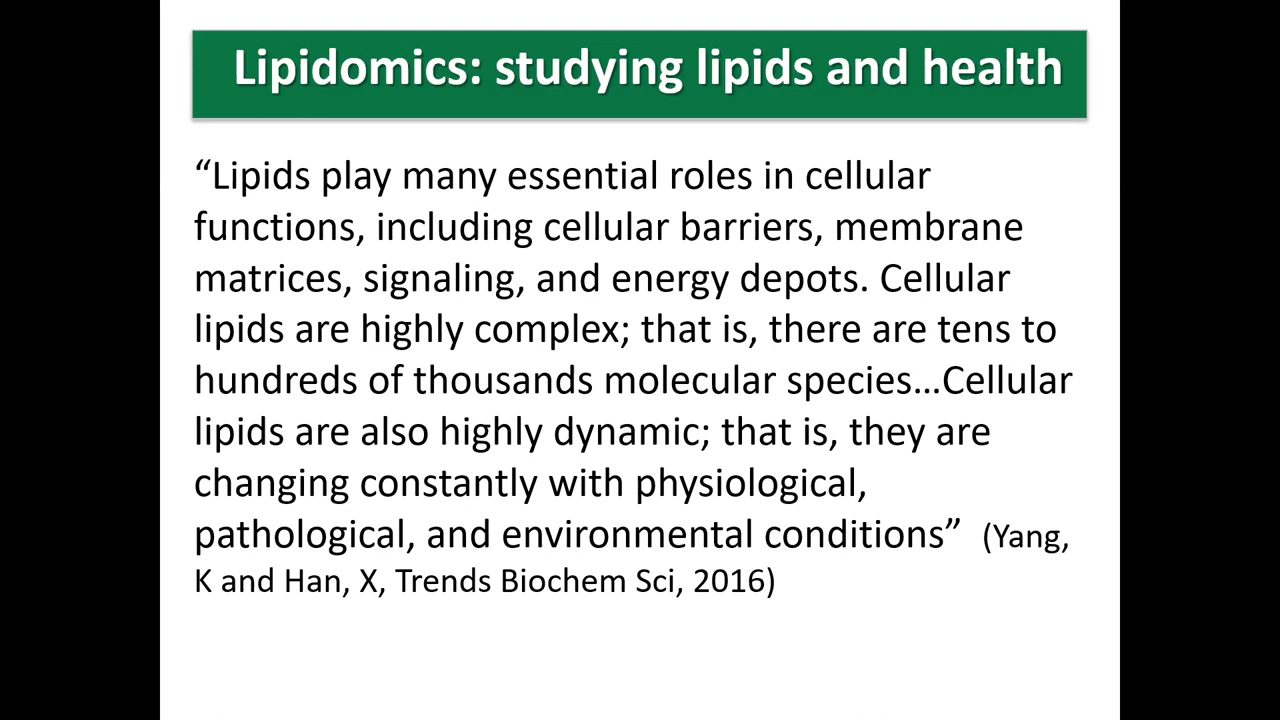 Lipidomics: studying lipids and health
“Lipids play many essential roles in cellular
functions, including cellular barriers, membrane
matrices, signaling, and energy depots. Cellular
lipids are highly complex; that is, there are tens to
hundreds of thousands molecular species…Cellular
lipids are also highly dynamic; that is, they are
changing constantly with physiological,
pathological, and environmental conditions” (Yang,
K and Han, X, Trends Biochem Sci, 2016)